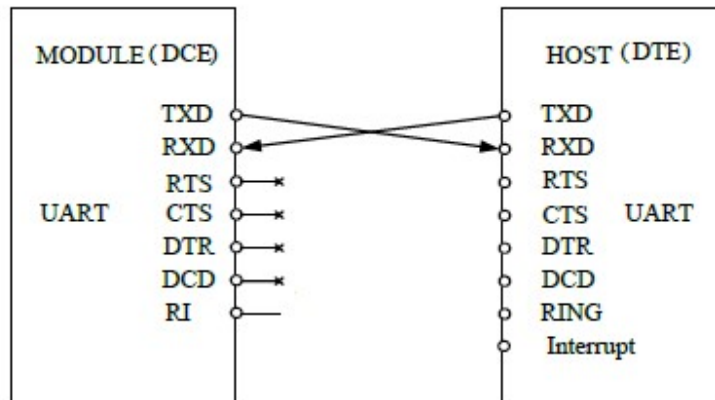 MODULE (DCE)
TXD
RXD
RTS
CTS
DTR
DCD
RI
UART
HOST (DTE)
TXD
RXD
RTS
CTS
DTR
DCD
RING
Interrupt
UART